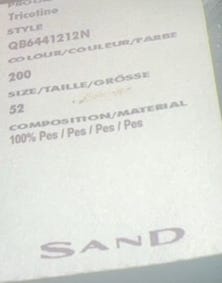 Tricotine
STYLE
QB6441212N
COLOUR/COULEUR/FARBE
200
SIZE/TAILLE/GRÖSSE
52
COMPOSITION/MATERIAL
100% Pes / Pes / Pes / Pes
SAND